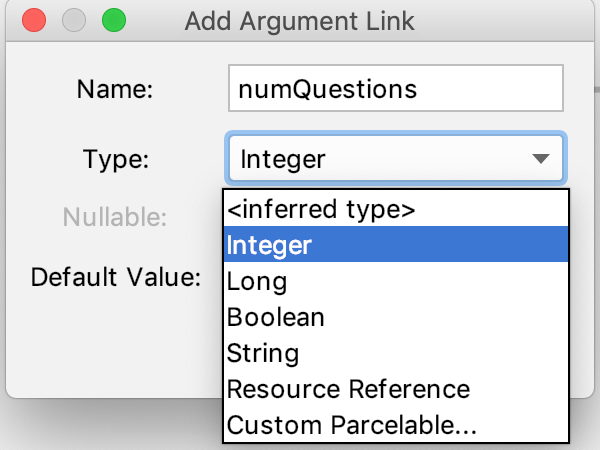 Add Argument Link
Name: numQuestions
Type: Integer
<inferred type>
Nullable:
Integer
Default Value:
Long
Boolean
String
Resource Reference
Custom Parcelable...